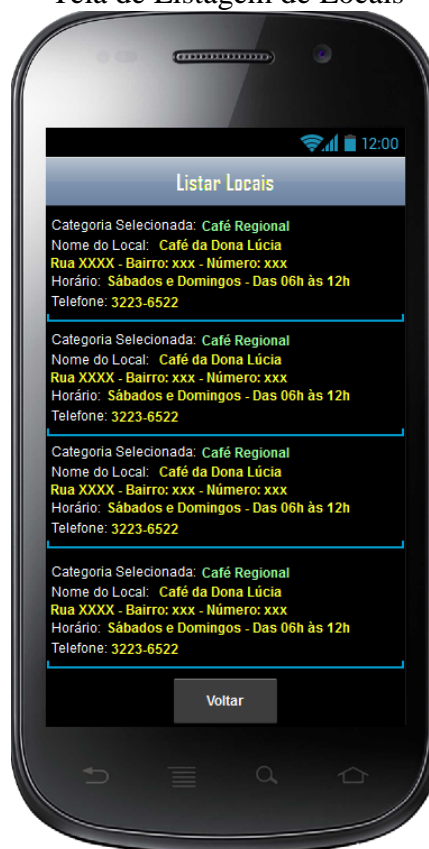 Tela de Listagem de Locais
12:00
Listar Locais
Categoria Selecionada: Café Regional
Nome do Local: Café da Dona Lúcia
Rua XXXX - Bairro: xxx - Número: xxx
Horário: Sábados e Domingos - Das 06h às 12h
Telefone: 3223-6522
Categoria Selecionada: Café Regional
Nome do Local: Café da Dona Lúcia
Rua XXXX - Bairro: xxx - Número: xxx
Horário: Sábados e Domingos - Das 06h às 12h
Telefone: 3223-6522
Categoria Selecionada: Café Regional
Nome do Local: Café da Dona Lúcia
Rua XXXX - Bairro: xxx - Número: xxx
Horário: Sábados e Domingos - Das 06h às 12h
Telefone: 3223-6522
Categoria Selecionada: Café Regional
Nome do Local: Café da Dona Lúcia
Rua XXXX - Bairro: xxx - Número: xxx
Horário: Sábados e Domingos - Das 06h às 12h
Telefone: 3223-6522
Voltar